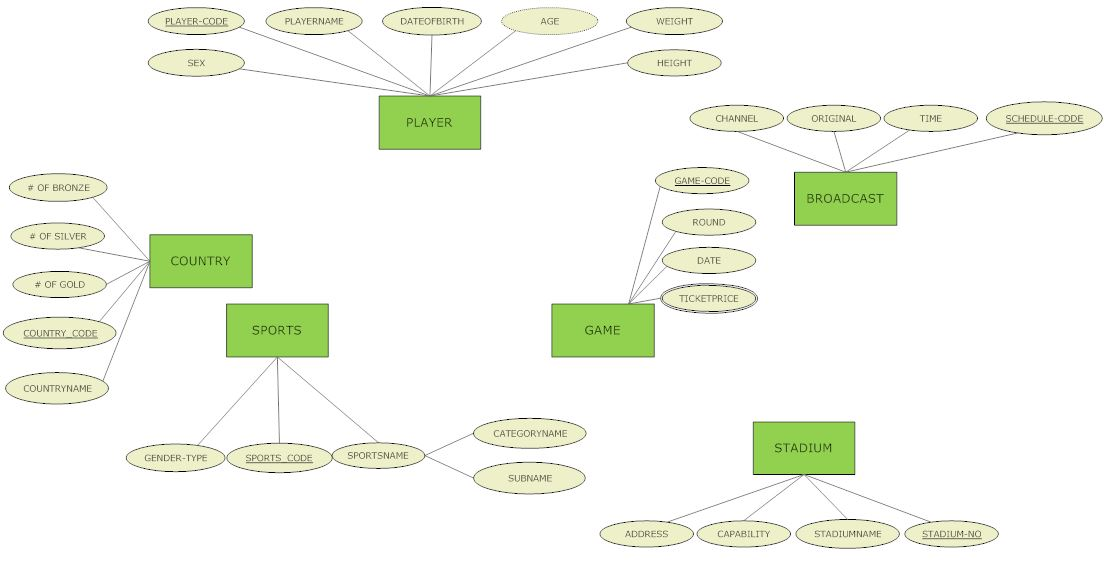 PLAYER-CODE
PLAYERNAME
DATEOFBIRTH
AGE
WEIGHT
SEX
HEIGHT
PLAYER
CHANNEL
ORIGINAL
TIME
SCHEDULE-CDDE
BROADCAST
# OF BRONZE
# OF SILVER
# OF GOLD
COUNTRY_CODE
COUNTRYNAME
COUNTRY
GAME-CODE
ROUND
DATE
TICKETPRICE
GAME
SPORTS
GENDER-TYPE
SPORTS_CODE
SPORTSNAME
CATEGORYNAME
SUBNAME
STADIUM
ADDRESS
CAPABILITY
STADIUMNAME
STADIUM-NO